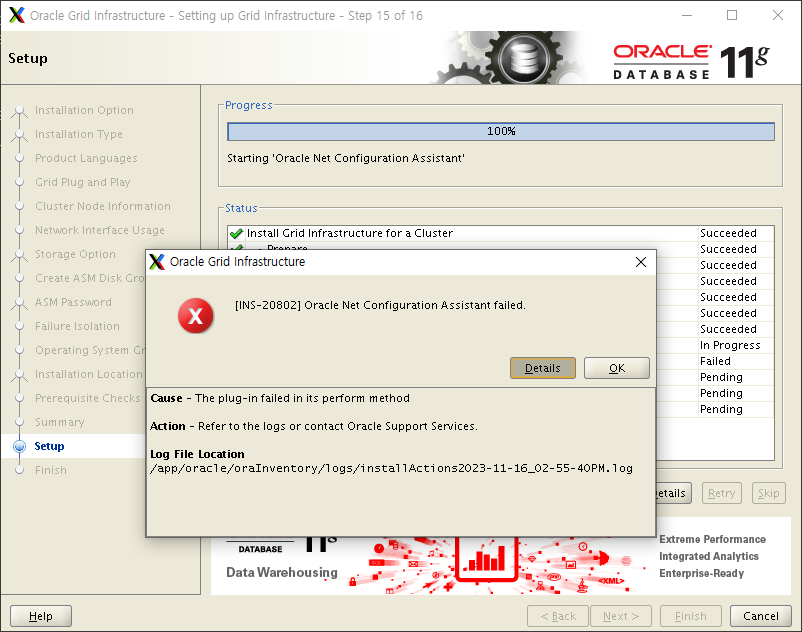 Oracle Grid Infrastructure - Setting up Grid Infrastructure - Step 15 of 16
Setup
ORACLE
DATABASE
11g
Installation Option
Installation Type
Product Languages
Grid Plug and Play
Cluster Node Information
Network Interface Usage
Storage Option
Create ASM Disk Gro
ASM Password
Failure Isolation
Operating System Gr
Installation Location
Prerequisite Checks
Summary
Setup
Finish
Progress
100%
Starting 'Oracle Net Configuration Assistant'
Status
Install Grid Infrastructure for a Cluster Succeeded
Prepare Succeeded
Succeeded
Succeeded
Succeeded
Succeeded
Succeeded
In Progress
Failed
Pending
Pending
Pending
Oracle Grid Infrastructure
[INS-20802] Oracle Net Configuration Assistant failed.
Details OK
Cause - The plug-in failed in its perform method
Action - Refer to the logs or contact Oracle Support Services.
Log File Location
/app/oracle/oraInventory/logs/installActions2023-11-16_02-55-40PM.log
etails Retry Skip
DATABASE 11g
Data Warehousing
<XML>
Extreme Performance
Integrated Analytics
Enterprise-Ready
Help < Back Next > Finish Cancel